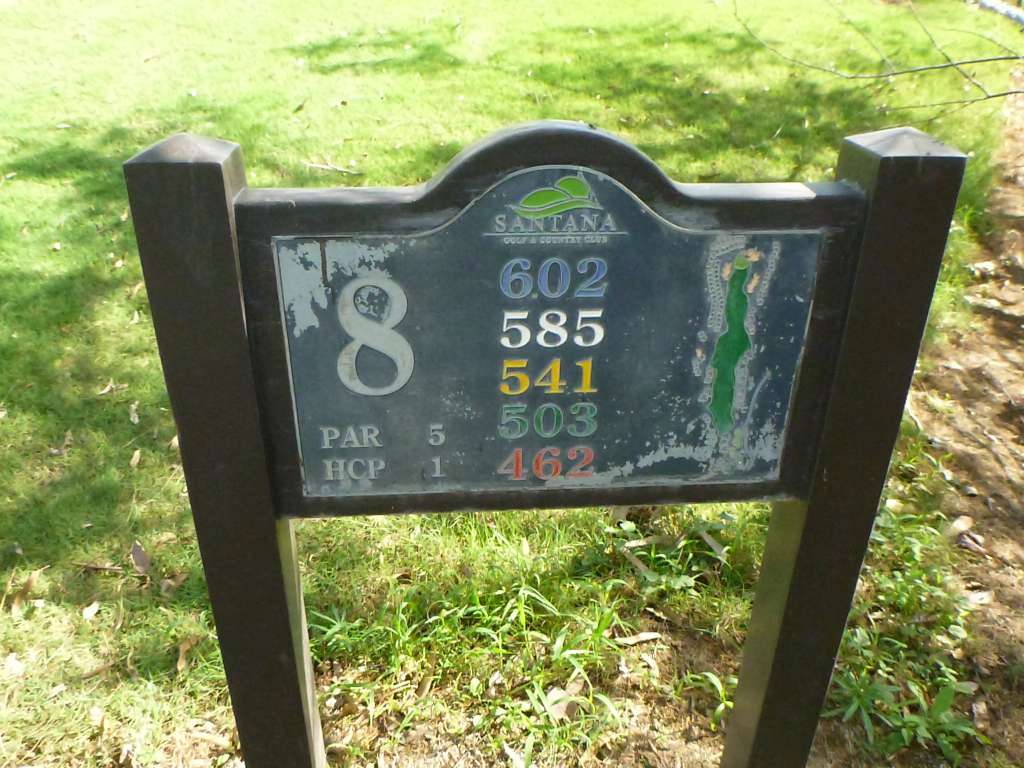 SANTANA
GOLF & COUNTRY CLUB
8
602
585
541
503
462
PAR 5
HCP 1